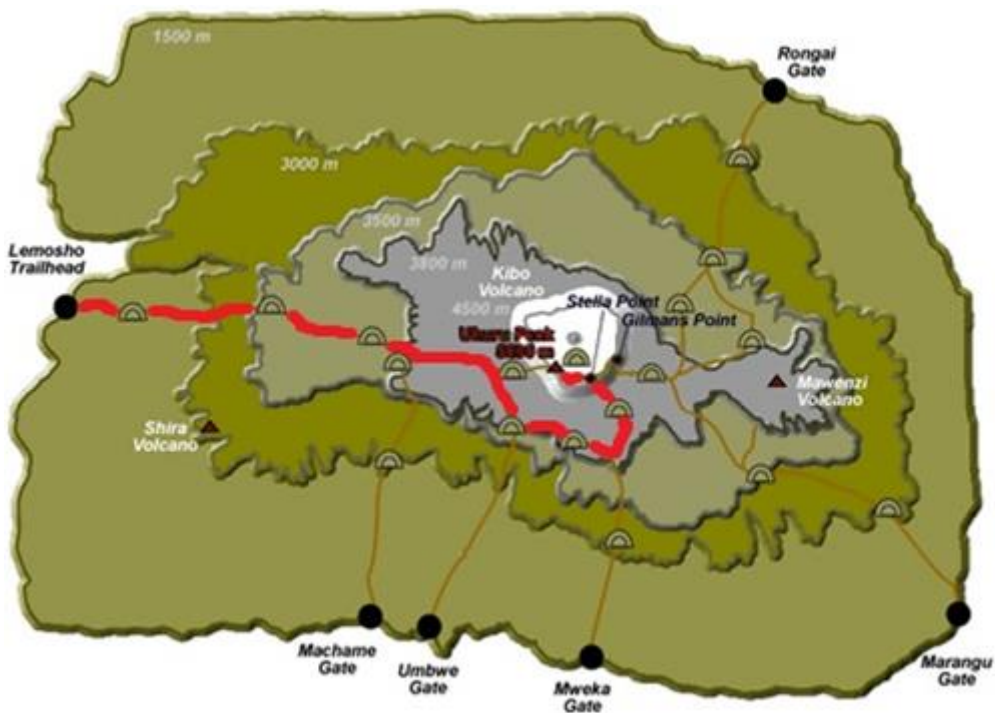 1500 m
Rongai
Gate
3000 m
3500 m
Lemosho
Trailhead
3800 m
Kibo
Volcano
Stella Point
4500 m
Gilmans Point
Uhuru Peak
m
Mawenzi
Volcano
Shira
Volcano
Machame
Gate
Umbwe
Gate
Mweka
Gate
Marangu
Gate